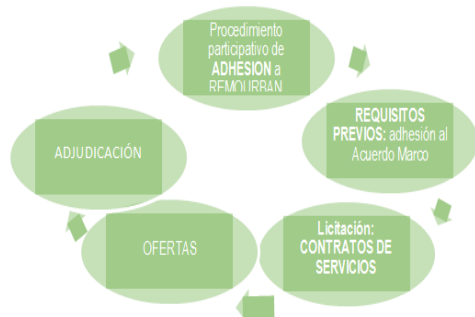 Procedimiento
participativo de
ADHESION a
REMOURBAN
REQUISITOS
PREVIOS: adhesión al
Acuerdo Marco
Licitación:
CONTRATOS DE
SERVICIOS
OFERTAS
ADJUDICACIÓN